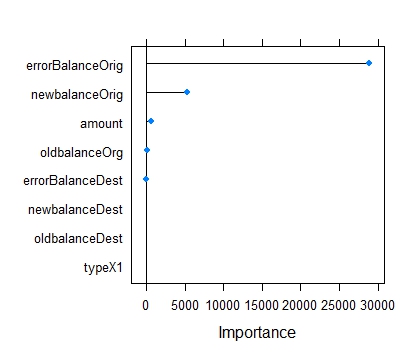 errorBalanceOrig
newbalanceOrig
amount
oldbalanceOrg
errorBalanceDest
newbalanceDest
oldbalanceDest
typeX1
0 5000 10000 15000 20000 25000 30000
Importance